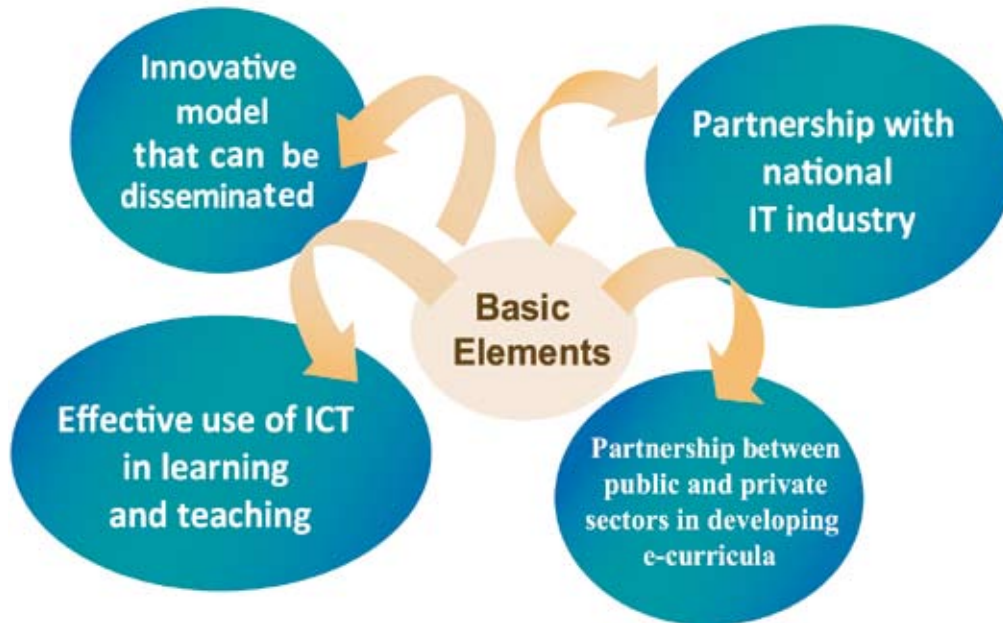 Innovative
model
that can be
disseminated
Partnership with
national
IT industry
Basic
Elements
Effective use of ICT
in learning
and teaching
Partnership between
public and private
sectors in developing
e-curricula